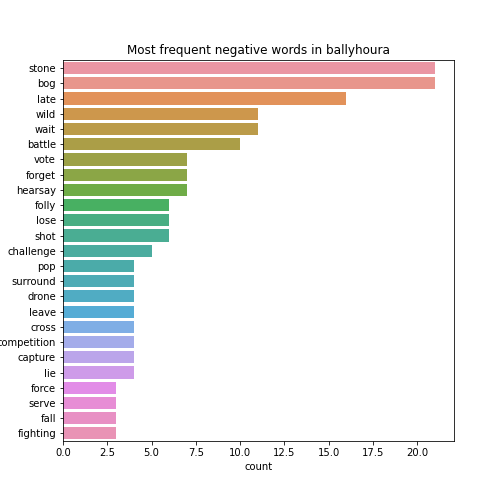 Most frequent negative words in ballyhoura
stone
bog
late
wild
wait
battle
vote
forget
hearsay
folly
lose
shot
challenge
pop
surround
drone
leave
cross
ompetition
capture
lie
force
serve
fall
fighting
0.0 2.5 5.0 7.5 10.0 12.5 15.0 17.5 20.0
count